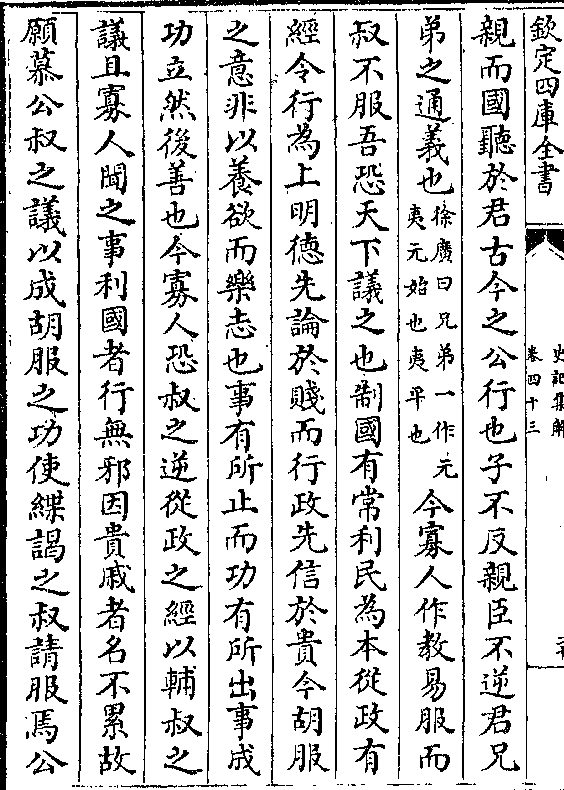 欽定四庫全書
史記集解
卷四十三
親而國聽於君古今之公行也子不反親臣不逆君兄
弟之通義也徐廣曰兄弟一作元夷元始也夷平也今寡人作教易服而
叔不服吾恐天下議之也制國有常利民為本從政有
經令行為上明德先論於賤而行政先信於貴今胡服
之意非以養欲而樂志也事有所止而功有所出事成
功立然後善也今寡人恐叔之逆從政之經以輔叔之
議且寡人聞之事利國者行無邪因貴戚者名不累故
願慕公叔之議以成胡服之功使緤謁之叔請服焉公